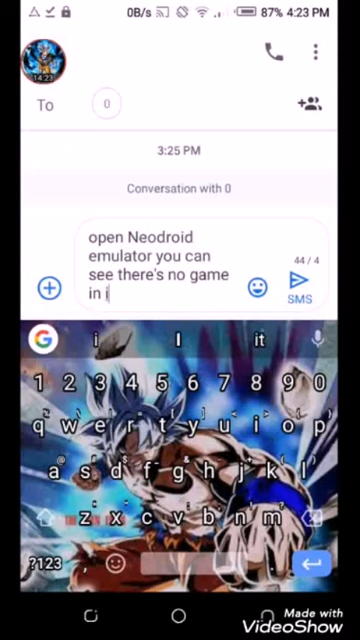 0B/s 87% 4:23 PM
14:23
To 0
3:25 PM
Conversation with 0
open Neodroid
emulator you can
see there's no game
in i
44 / 4
SMS
G i I it
1 2 3 4 5 6 7 8 9 0
q w e r t y u i o p
a s d f g h j k l
z x c v b n m
?123 , .
Made with
VideoShow